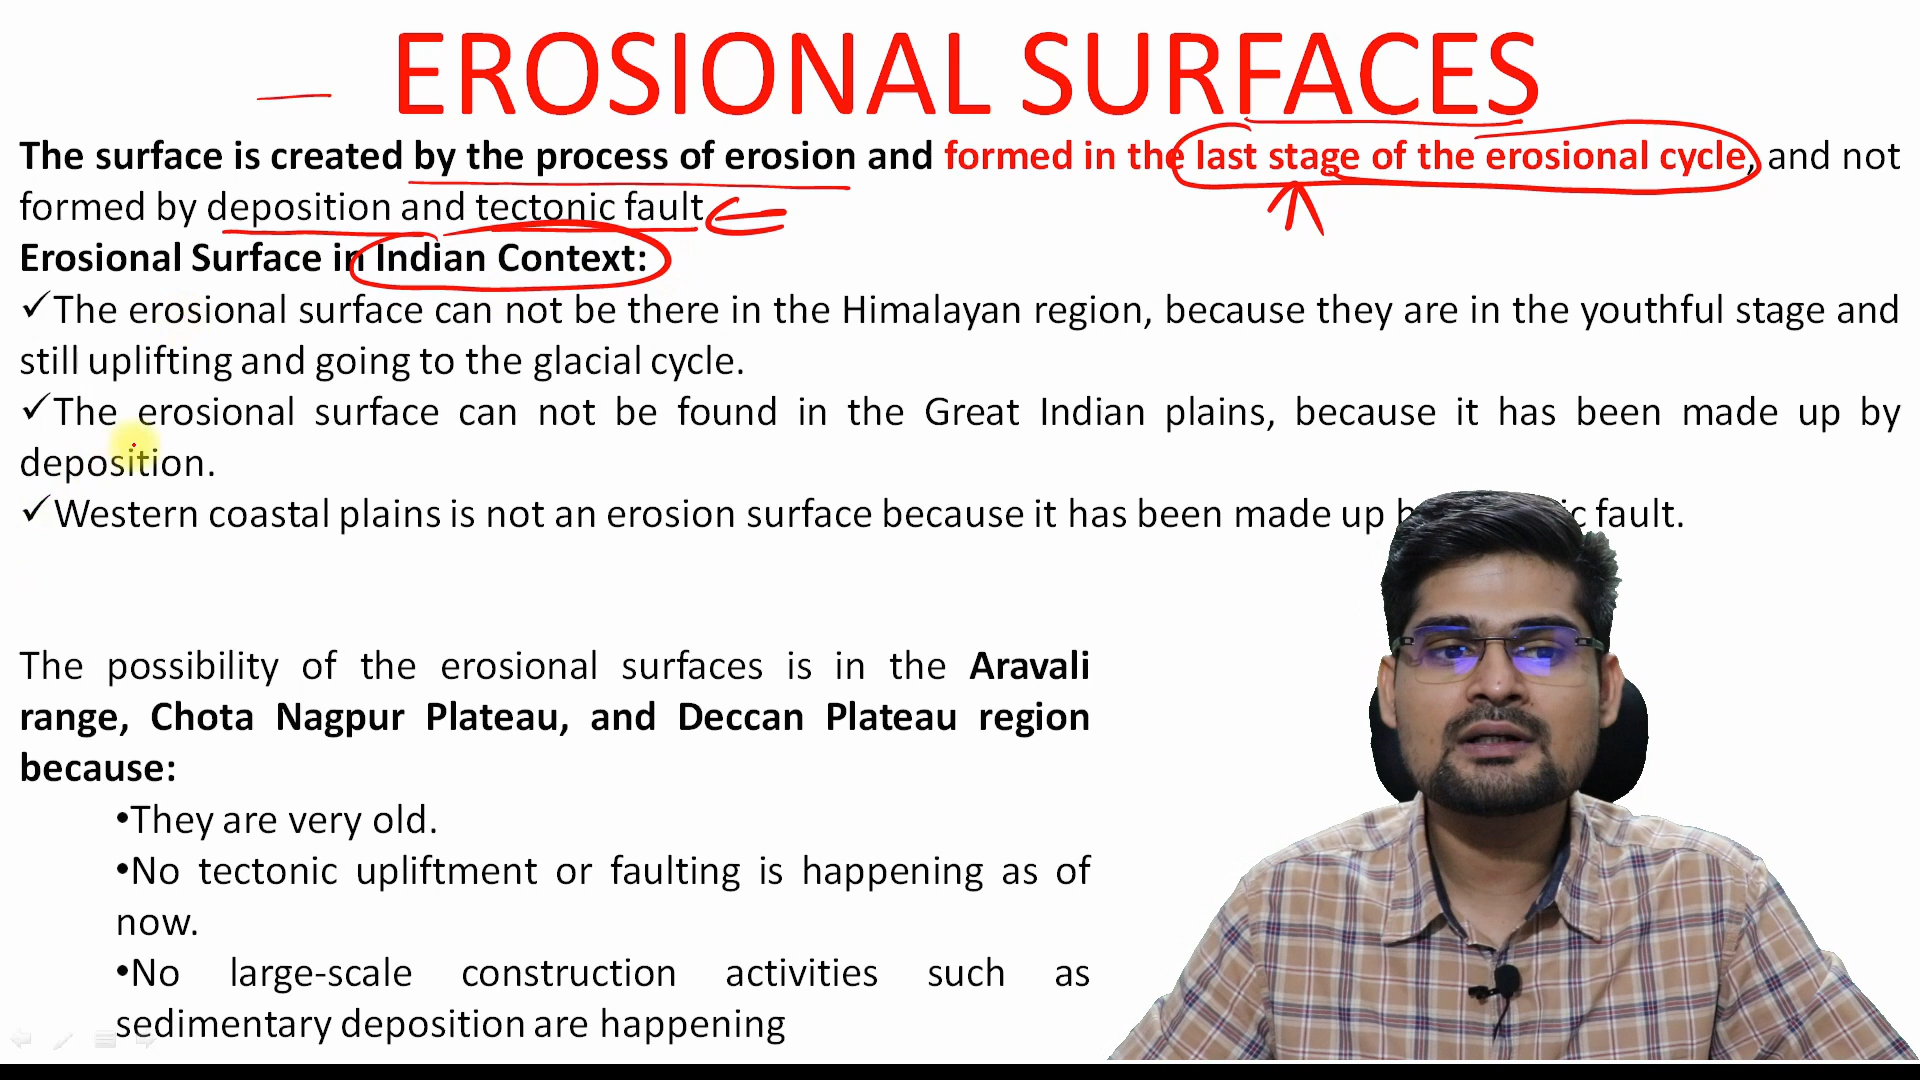 EROSIONAL SURFACES
The surface is created by the process of erosion and formed in the last stage of the erosional cycle, and not
formed by deposition and tectonic fault
Erosional Surface in Indian Context:
✓The erosional surface can not be there in the Himalayan region, because they are in the youthful stage and
still uplifting and going to the glacial cycle.
✓The erosional surface can not be found in the Great Indian plains, because it has been made up by
deposition.
✓Western coastal plains is not an erosion surface because it has been made up fault.
The possibility of the erosional surfaces is in the Aravali
range, Chota Nagpur Plateau, and Deccan Plateau region
because:
•They are very old.
•No tectonic upliftment or faulting is happening as of
now.
•No large-scale construction activities such as
sedimentary deposition are happening